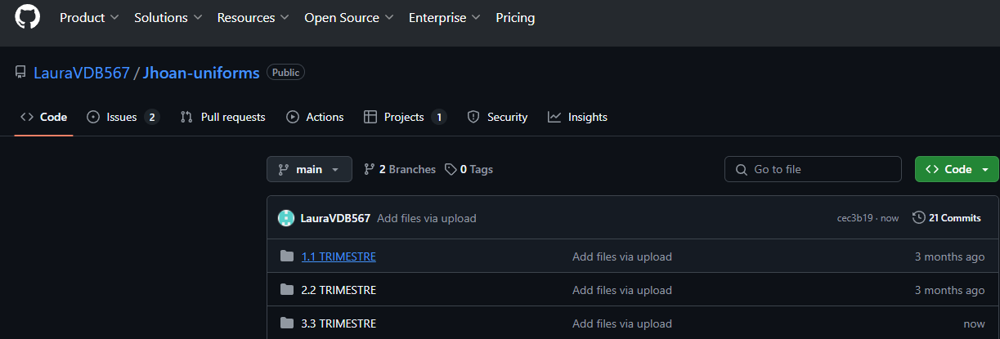 Product Solutions Resources Open Source Enterprise Pricing
LauraVDB567 / Jhoan-uniforms Public
Code Issues 2 Pull requests Actions Projects 1 Security Insights
main 2 Branches 0 Tags Go to file Code
LauraVDB567 Add files via upload cec3b19 · now 21 Commits
1.1 TRIMESTRE Add files via upload 3 months ago
2.2 TRIMESTRE Add files via upload 3 months ago
3.3 TRIMESTRE Add files via upload now